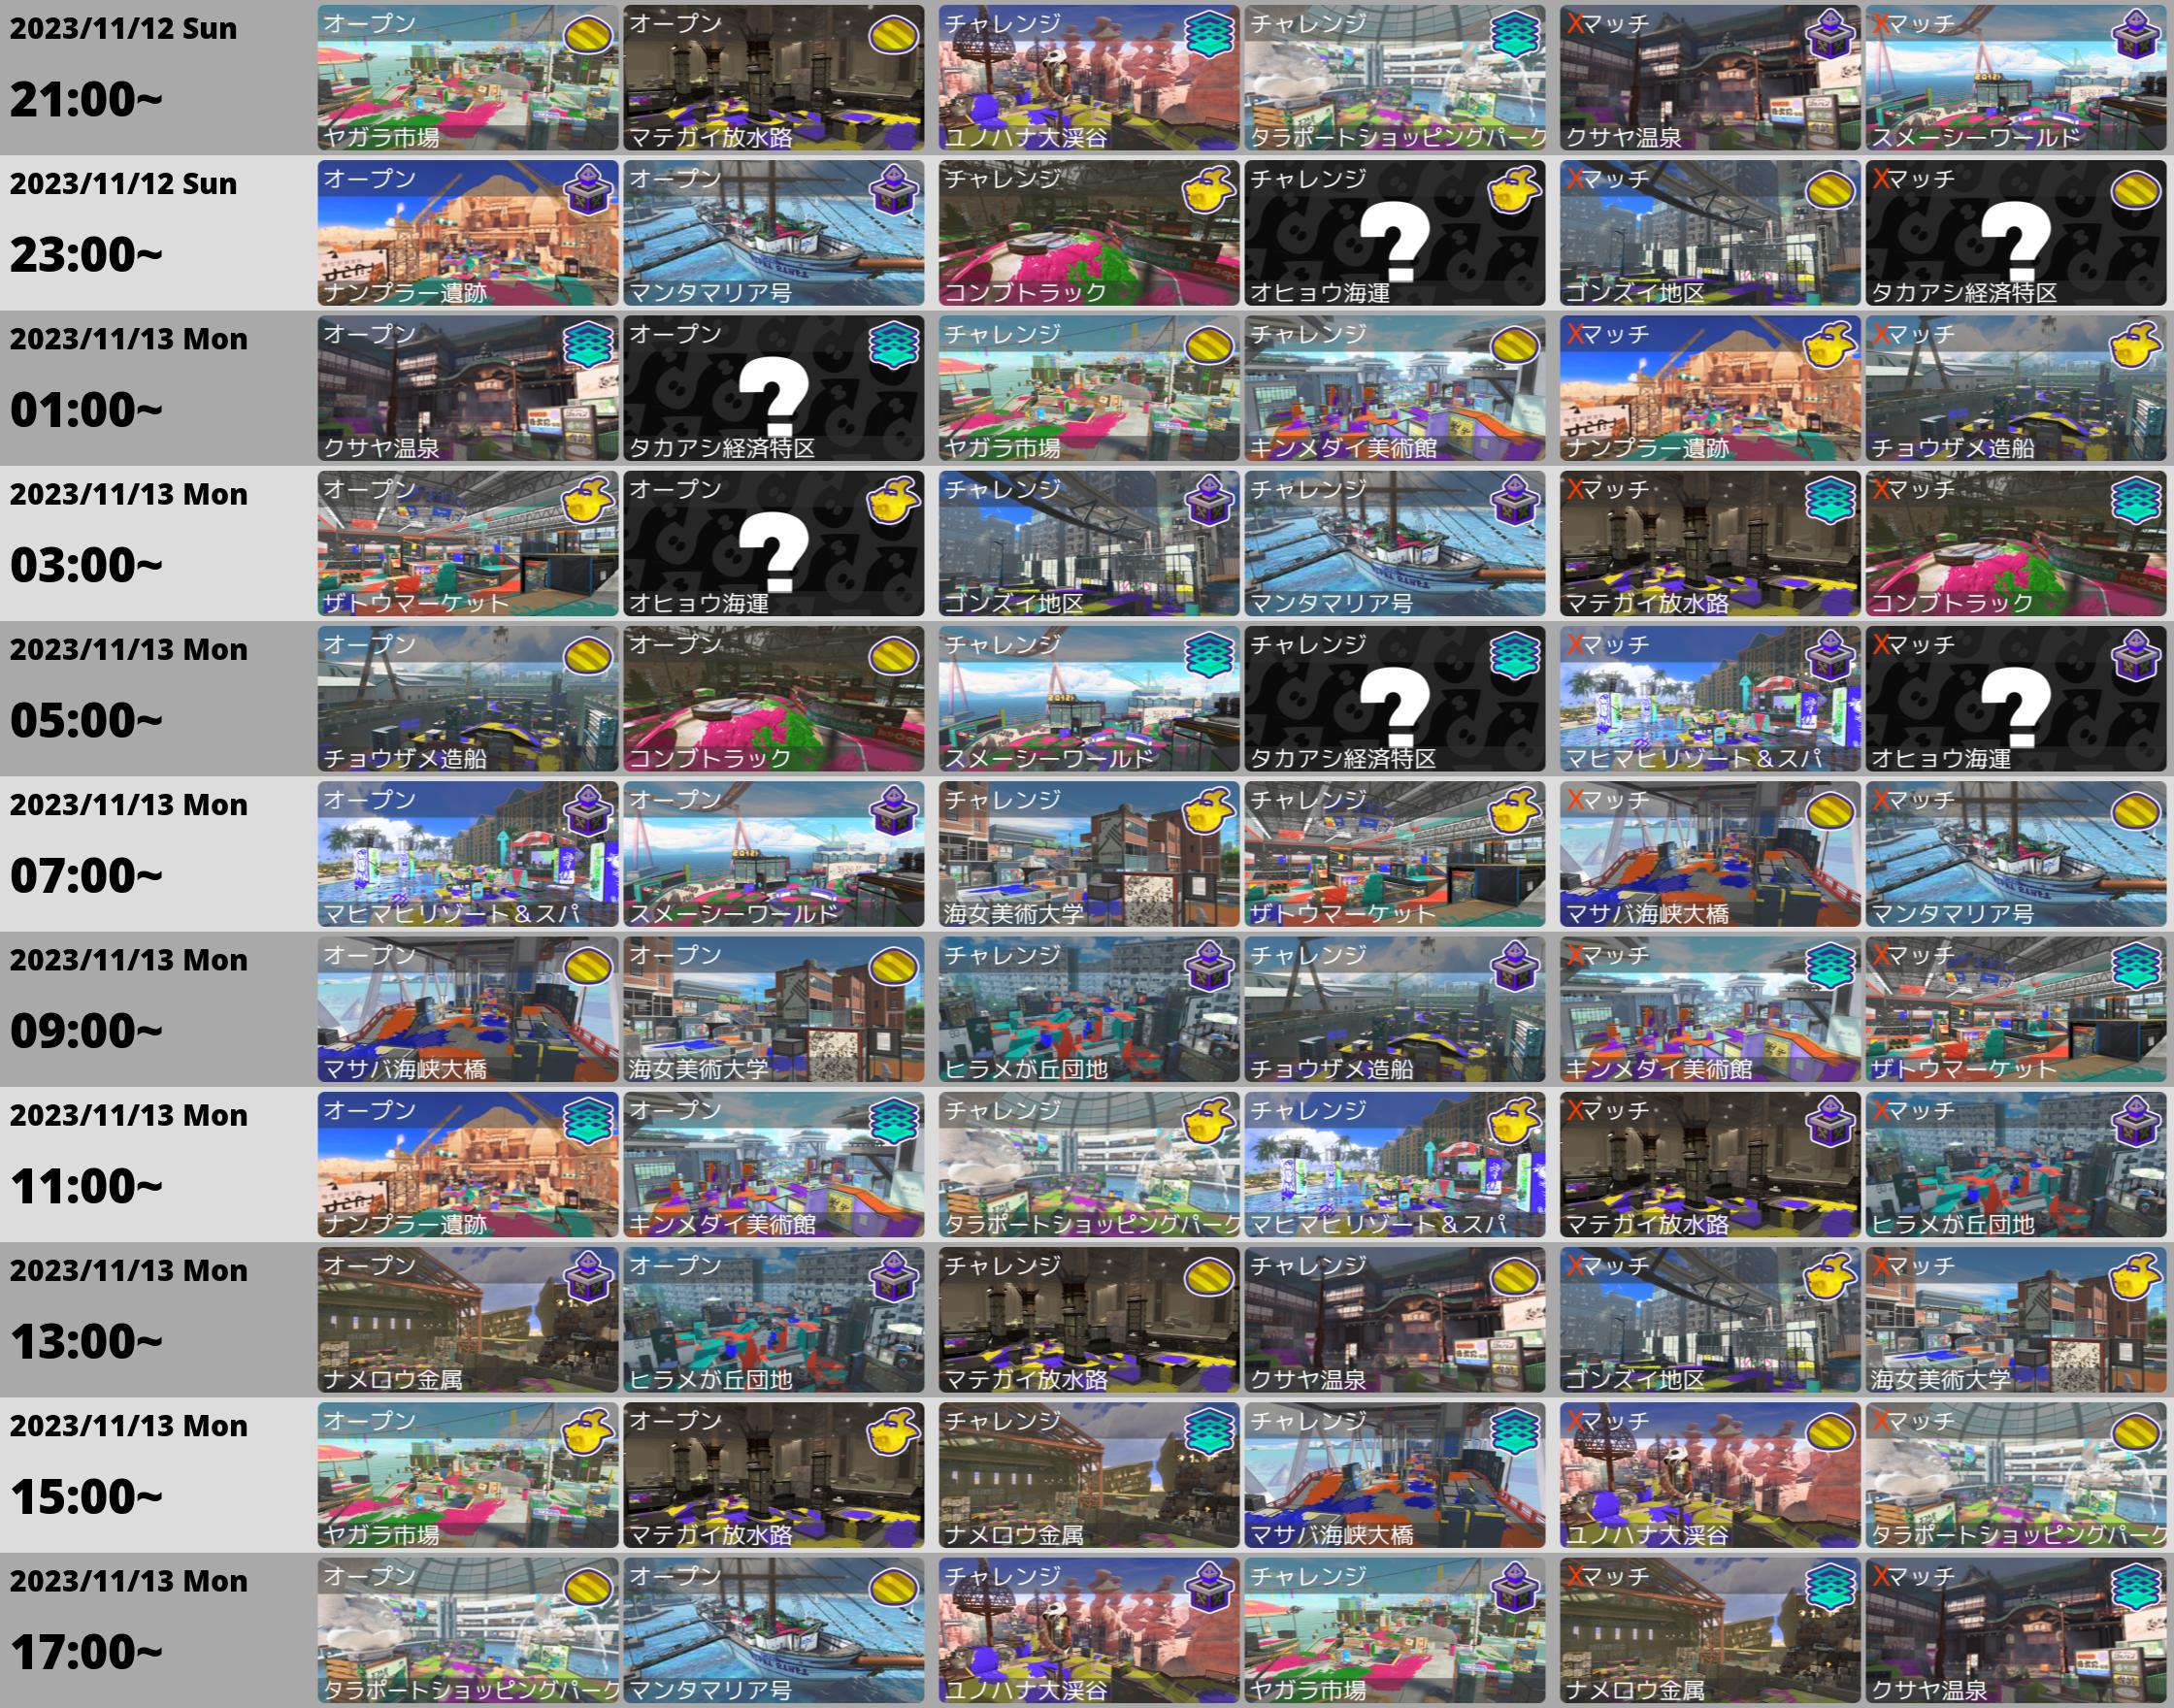 2023/11/12 Sun
21:00~
オープン オープン チャレンジ チャレンジ Xマッチ Xマッチ
ヤガラ市場 マテガイ放水路 ユノハナ大渓谷 タラポートショッピングパーク クサヤ温泉 スメーシーワールド
2023/11/12 Sun
23:00~
オープン オープン チャレンジ チャレンジ Xマッチ Xマッチ
ナンプラー遺跡 マンタマリア号 コンブトラック オヒョウ海運 ゴンズイ地区 タカアシ経済特区
2023/11/13 Mon
01:00~
オープン オープン チャレンジ チャレンジ Xマッチ Xマッチ
クサヤ温泉 タカアシ経済特区 ヤガラ市場 キンメダイ美術館 ナンプラー遺跡 チョウザメ造船
2023/11/13 Mon
03:00~
オープン オープン チャレンジ チャレンジ Xマッチ Xマッチ
ザトウマーケット オヒョウ海運 ゴンズイ地区 マンタマリア号 マテガイ放水路 コンブトラック
2023/11/13 Mon
05:00~
オープン オープン チャレンジ チャレンジ Xマッチ Xマッチ
チョウザメ造船 コンブトラック スメーシーワールド タカアシ経済特区 マヒマヒリゾート＆スパ オヒョウ海運
2023/11/13 Mon
07:00~
オープン オープン チャレンジ チャレンジ Xマッチ Xマッチ
マヒマヒリゾート＆スパ スメーシーワールド 海女美術大学 ザトウマーケット マサバ海峡大橋 マンタマリア号
2023/11/13 Mon
09:00~
オープン オープン チャレンジ チャレンジ Xマッチ Xマッチ
マサバ海峡大橋 海女美術大学 ヒラメが丘団地 チョウザメ造船 キンメダイ美術館 ザトウマーケット
2023/11/13 Mon
11:00~
オープン オープン チャレンジ チャレンジ Xマッチ Xマッチ
ナンプラー遺跡 キンメダイ美術館 タラポートショッピングパーク マヒマヒリゾート＆スパ マテガイ放水路 ヒラメが丘団地
2023/11/13 Mon
13:00~
オープン オープン チャレンジ チャレンジ Xマッチ Xマッチ
ナメロウ金属 ヒラメが丘団地 マテガイ放水路 クサヤ温泉 ゴンズイ地区 海女美術大学
2023/11/13 Mon
15:00~
オープン オープン チャレンジ チャレンジ Xマッチ Xマッチ
ヤガラ市場 マテガイ放水路 ナメロウ金属 マサバ海峡大橋 ユノハナ大渓谷 タラポートショッピングパーク
2023/11/13 Mon
17:00~
オープン オープン チャレンジ チャレンジ Xマッチ Xマッチ
タラポートショッピングパーク マンタマリア号 ユノハナ大渓谷 ヤガラ市場 ナメロウ金属 クサヤ温泉